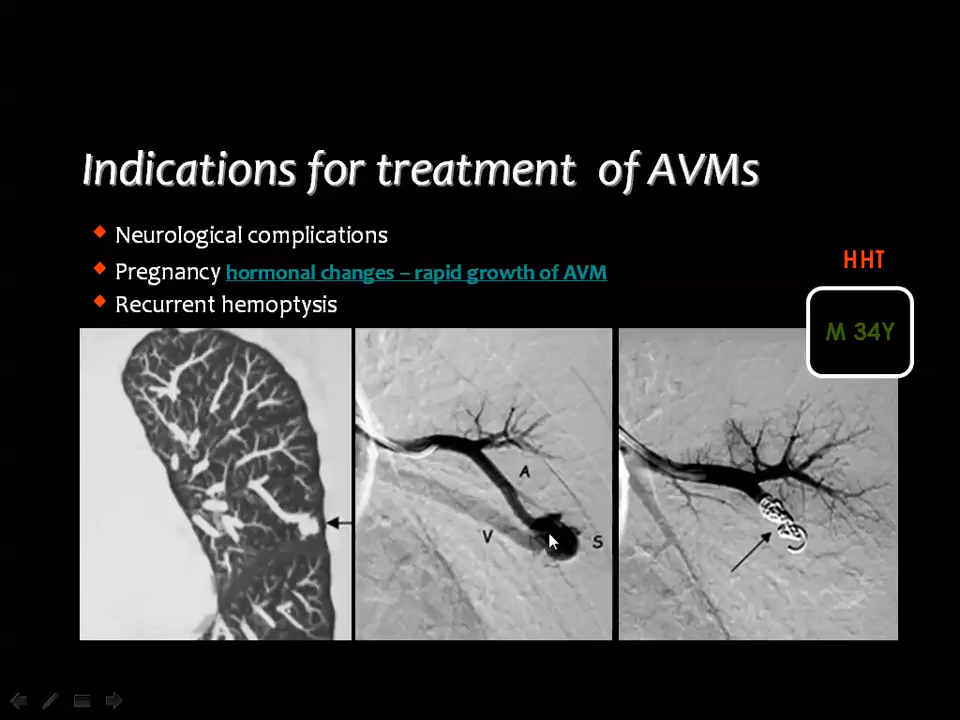 Indications for treatment of AVMs
Neurological complications
Pregnancy hormonal changes – rapid growth of AVM
Recurrent hemoptysis
HHT
M 34Y
A
V
S